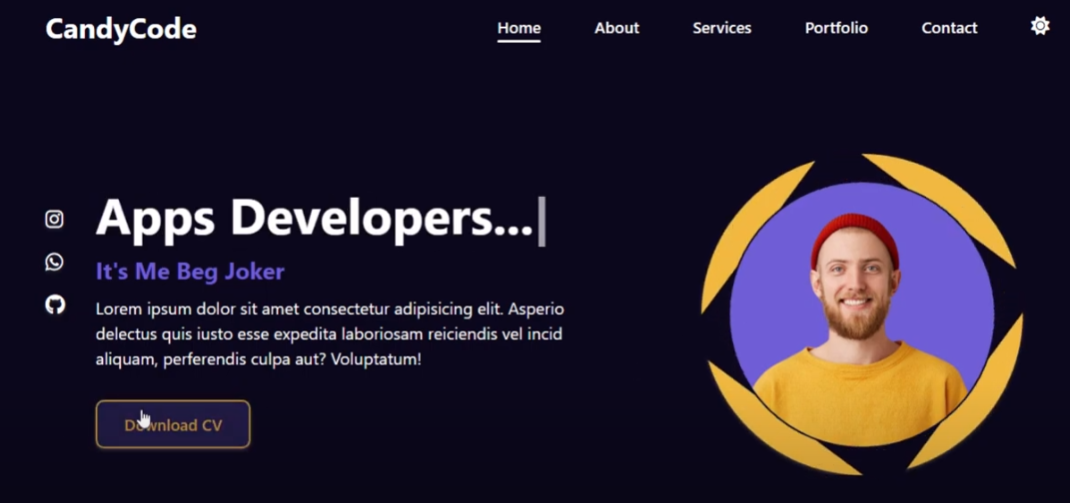 CandyCode
Home About Services Portfolio Contact
Apps Developers...|
It's Me Beg Joker
Lorem ipsum dolor sit amet consectetur adipisicing elit. Asperio
delectus quis iusto esse expedita laboriosam reiciendis vel incid
aliquam, perferendis culpa aut? Voluptatum!
Download CV